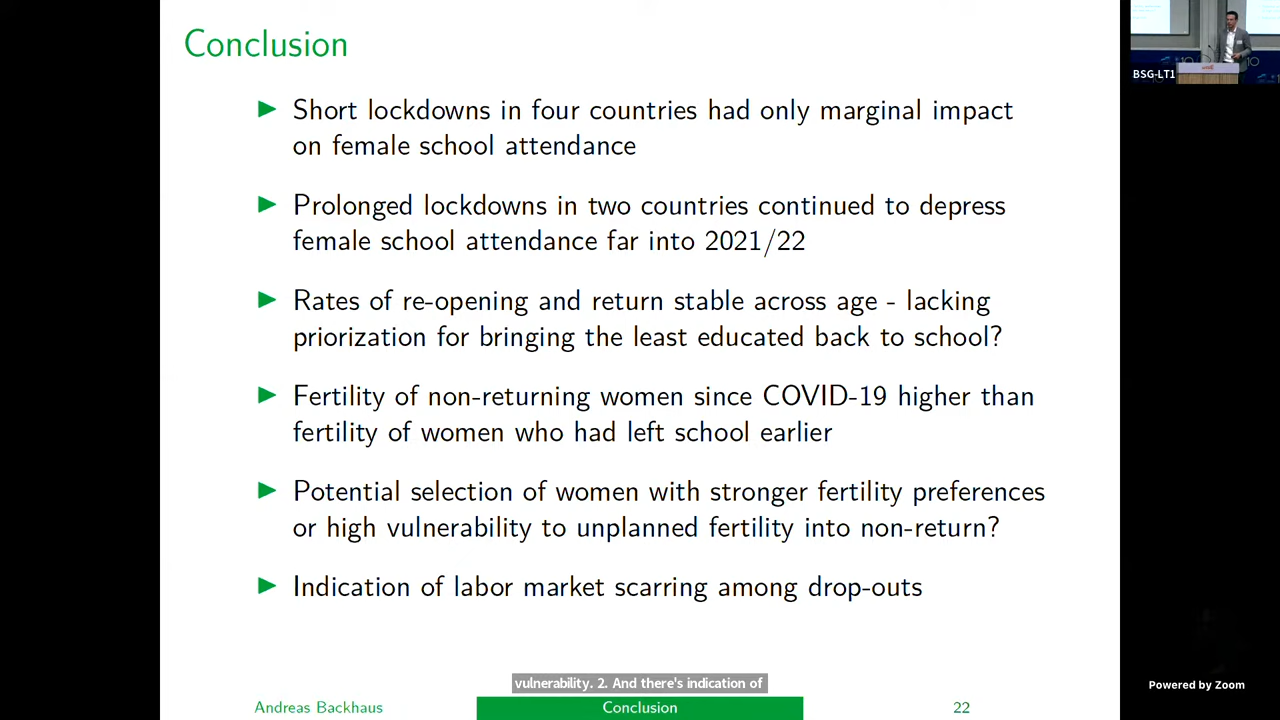 Conclusion
Short lockdowns in four countries had only marginal impact
on female school attendance
Prolonged lockdowns in two countries continued to depress
female school attendance far into 2021/22
Rates of re-opening and return stable across age - lacking
priorization for bringing the least educated back to school?
Fertility of non-returning women since COVID-19 higher than
fertility of women who had left school earlier
Potential selection of women with stronger fertility preferences
or high vulnerability to unplanned fertility into non-return?
Indication of labor market scarring among drop-outs
vulnerability. 2. And there's indication of
Andreas Backhaus
Conclusion
22
BSG-LT1
Powered by Zoom